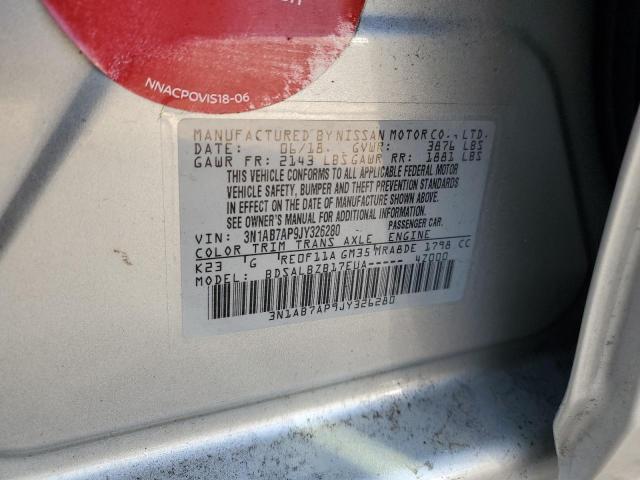 NNACPOVIS18-06
MANUFACTURED BY NISSAN MOTOR CO., LTD.
DATE: 06/18. GVWR: 3876 LBS
GAWR FR: 2143 LBS GAWR RR: 1881 LBS
THIS VEHICLE CONFORMS TO ALL APPLICABLE FEDERAL MOTOR
VEHICLE SAFETY, BUMPER AND THEFT PREVENTION STANDARDS
IN EFFECT ON THE DATE OF MANUFACTURE SHOWN ABOVE.
SEE OWNER'S MANUAL FOR ADDITIONAL INFORMATION.
VIN: 3N1AB7AP9JY326280 PASSENGER CAR
COLOR TRIM TRANS AXLE ENGINE
K23 G RE0F11A GM35 MRA8DE 1798 CC
MODEL: BDSALBZB17EUA----- 47000
3N1AB7AP9JY326280